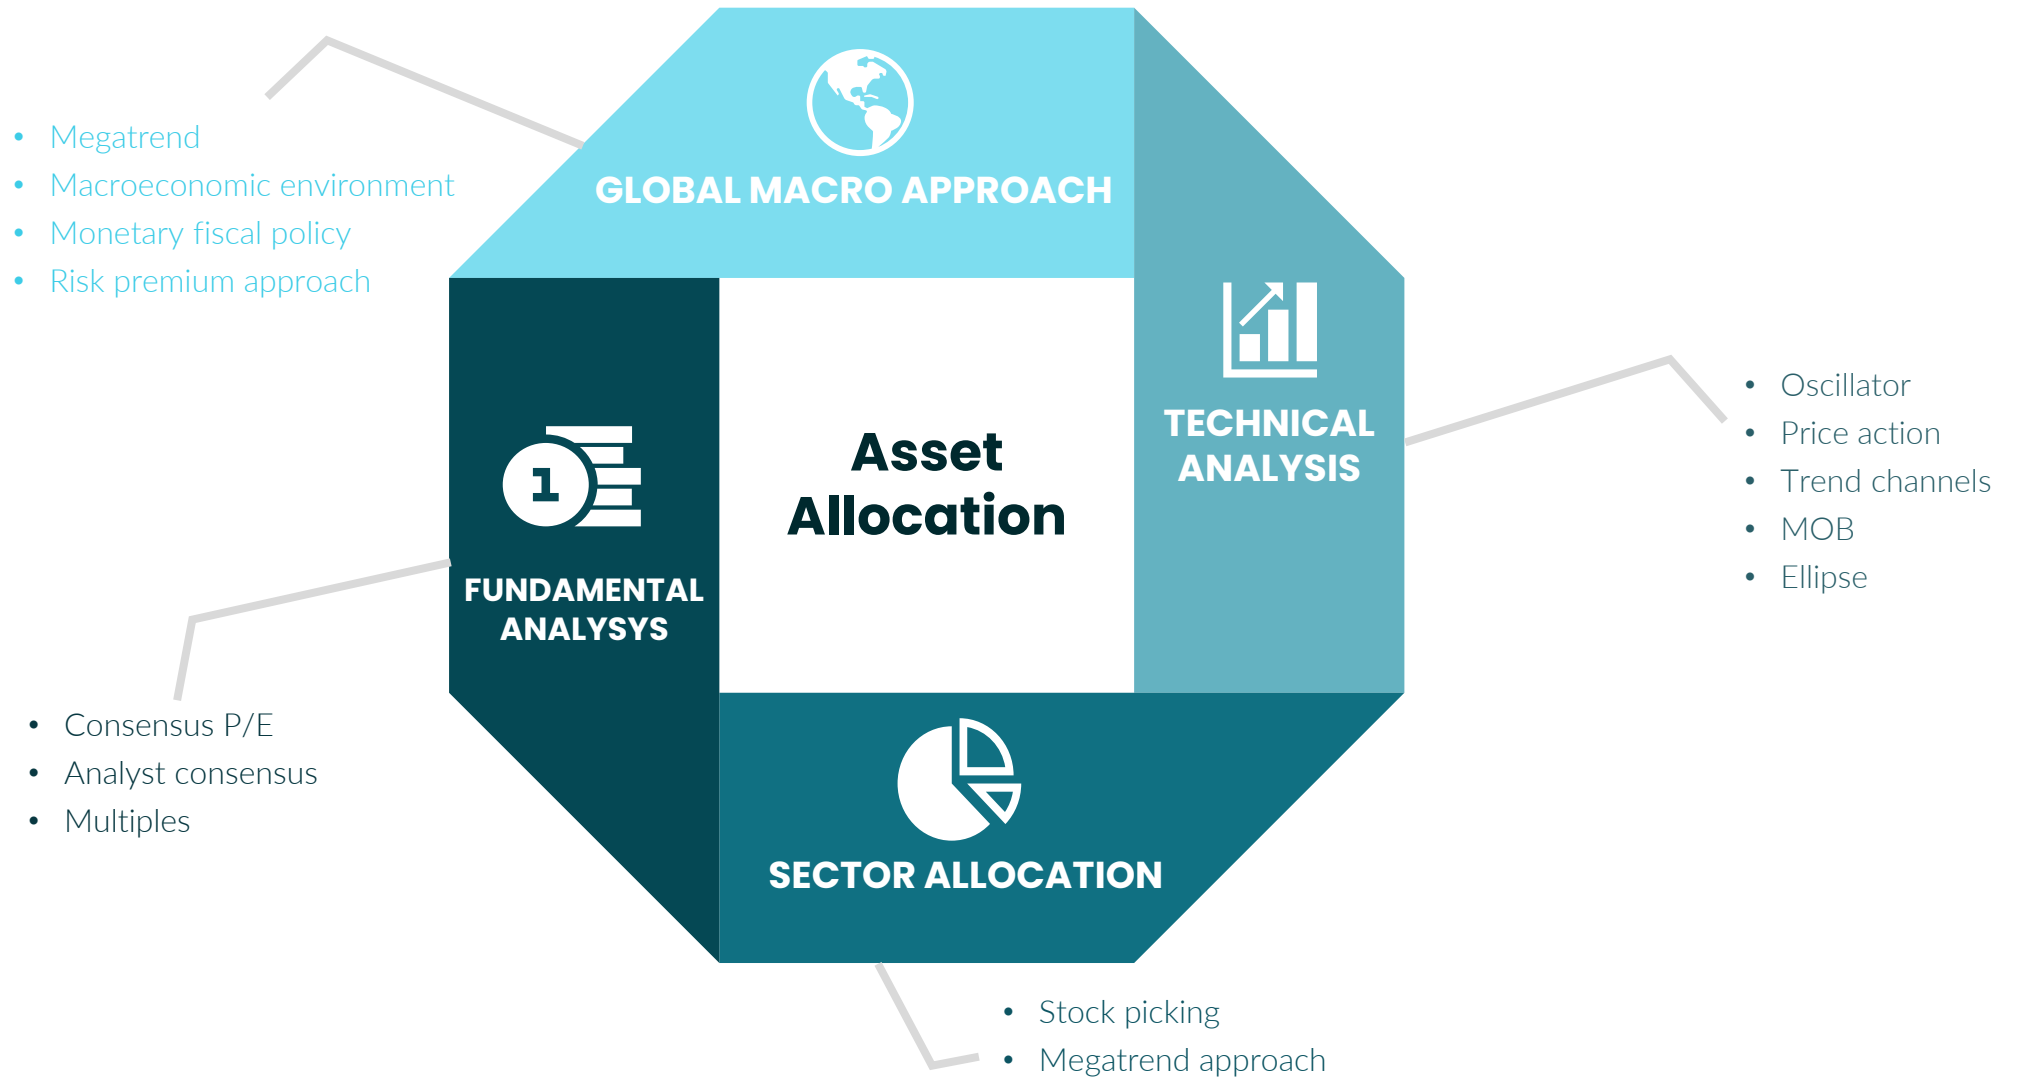 • Megatrend
• Macroeconomic environment
• Monetary fiscal policy
• Risk premium approach
GLOBAL MACRO APPROACH
TECHNICAL
ANALYSIS
• Oscillator
• Price action
• Trend channels
• MOB
• Ellipse
Asset
Allocation
1
FUNDAMENTAL
ANALYSYS
• Consensus P/E
• Analyst consensus
• Multiples
SECTOR ALLOCATION
• Stock picking
• Megatrend approach